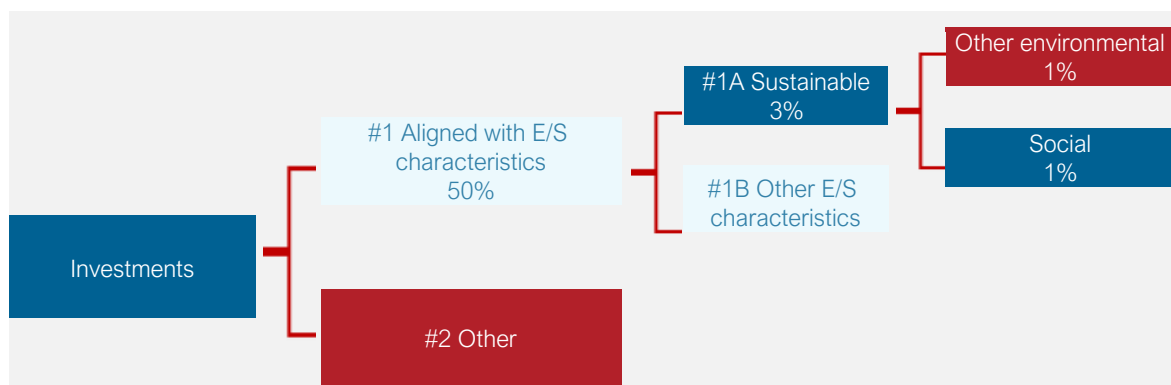 Other environmental
1%
#1A Sustainable
3%
#1 Aligned with E/S
characteristics
50%
Social
1%
#1B Other E/S
characteristics
Investments
#2 Other